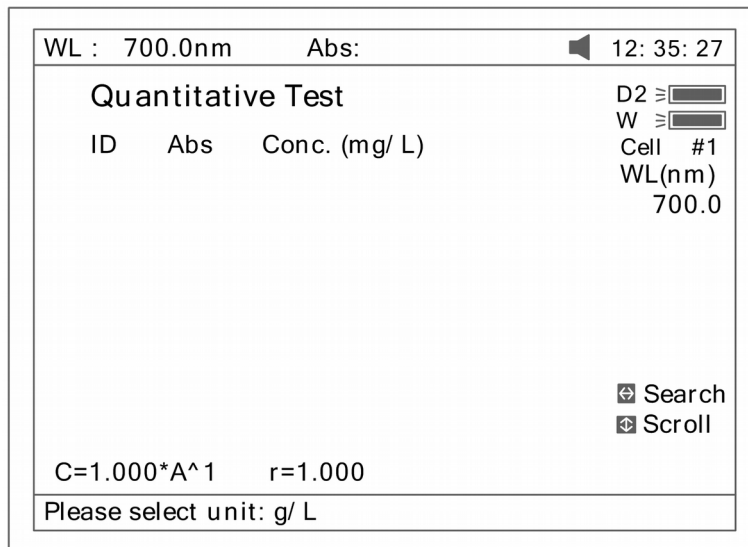 WL : 700.0nm Abs: 12: 35: 27
Quantitative Test
D2
W
ID Abs Conc. (mg/ L)
Cell #1
WL(nm)
700.0
Search
Scroll
C=1.000*A^1 r=1.000
Please select unit: g/ L